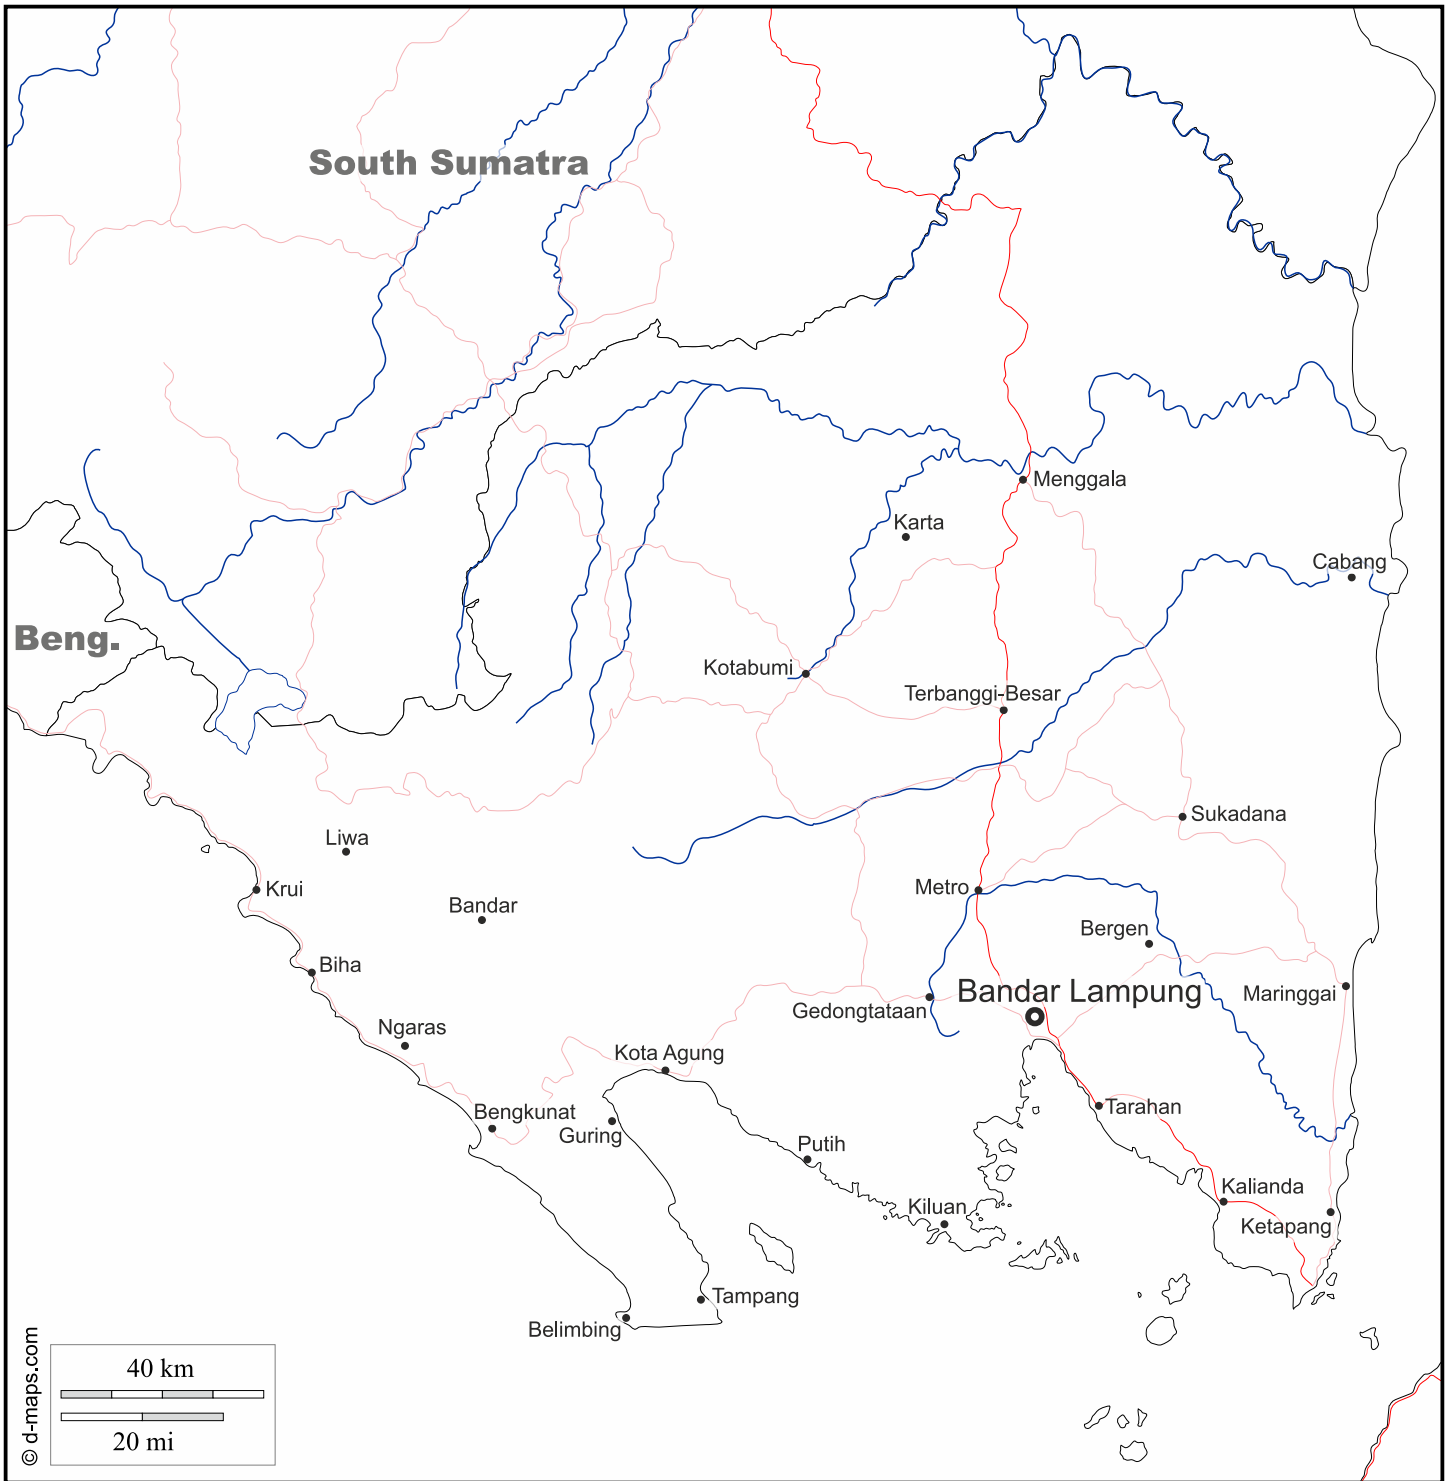 South Sumatra
Menggala
Karta
Cabang
Beng.
Kotabumi
Terbanggi-Besar
Sukadana
Liwa
Krui
Metro
Bandar
Bergen
Biha
Bandar Lampung
Maringgai
Gedongtataan
Ngaras
Kota Agung
Bengkunat
Guring
Tarahan
Putih
Kalianda
Kiluan
Ketapang
Tampang
Belimbing
40 km
20 mi
© d-maps.com